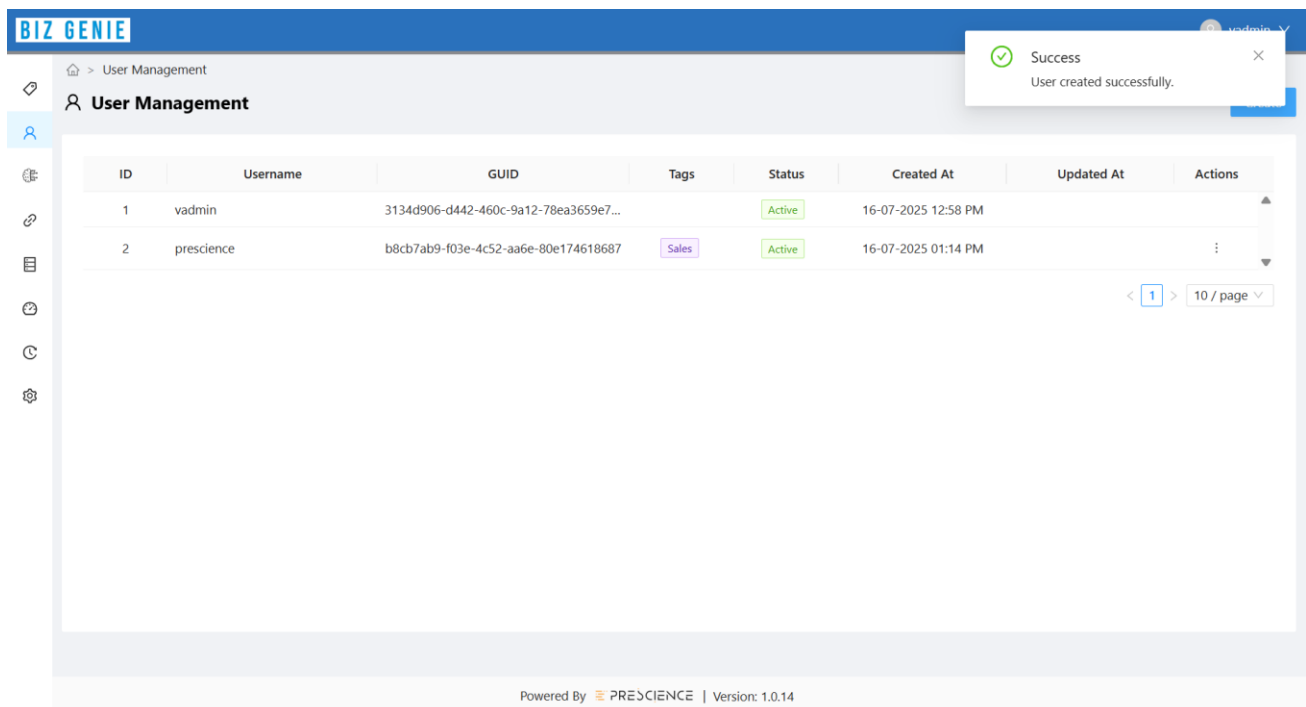 BIZ GENIE
vadmin
Success
User created successfully.
> User Management
User Management
ID Username GUID Tags Status Created At Updated At Actions
1 vadmin 3134d906-d442-460c-9a12-78ea3659e7... Active 16-07-2025 12:58 PM
2 prescience b8cb7ab9-f03e-4c52-aa6e-80e174618687 Sales Active 16-07-2025 01:14 PM
< 1 > 10 / page
Powered By PRESCIENCE | Version: 1.0.14